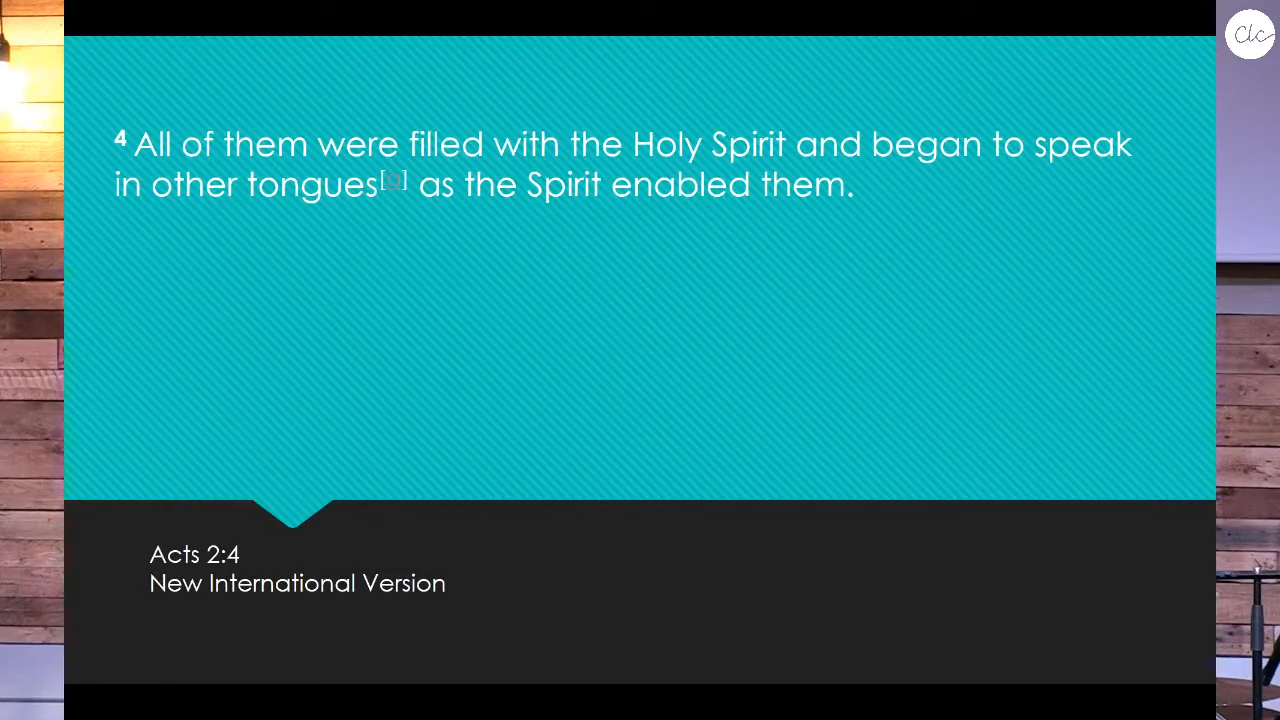 4 All of them were filled with the Holy Spirit and began to speak
in other tongues[a] as the Spirit enabled them.
Acts 2:4
New International Version
clc